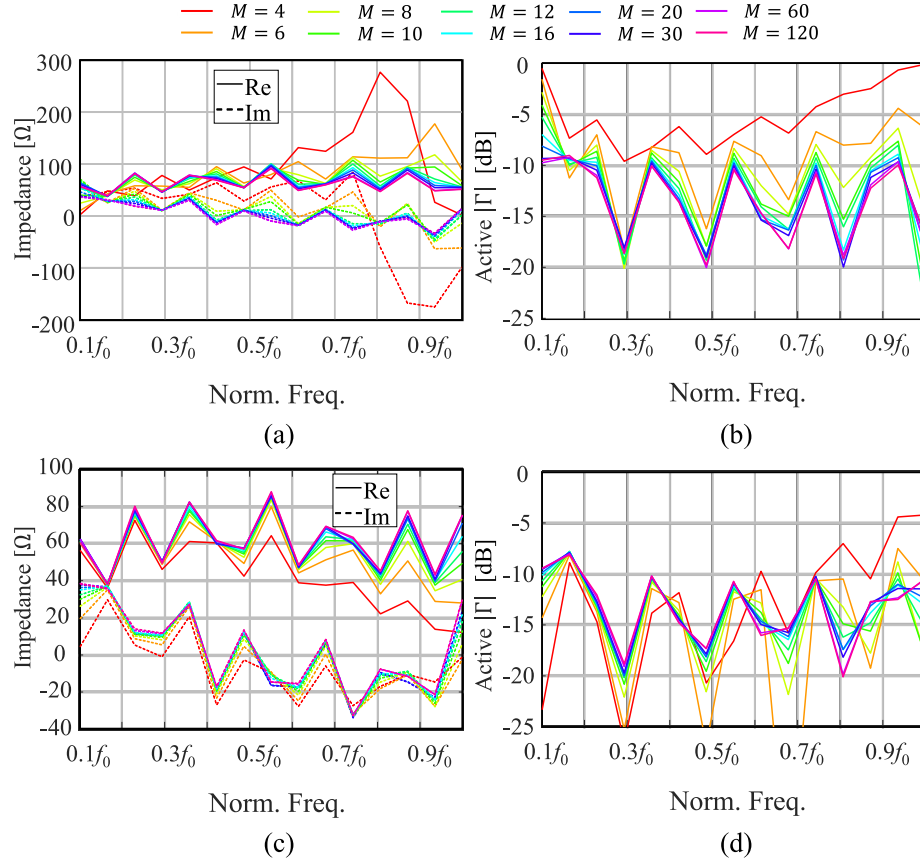 M = 4 M = 8 M = 12 M = 20 M = 60
M = 6 M = 10 M = 16 M = 30 M = 120
300
200
100
0
-100
-200
Impedance [Ω]
Re
Im
0.1f₀ 0.3f₀ 0.5f₀ 0.7f₀ 0.9f₀
Norm. Freq.
(a)
0
-5
-10
-15
-20
-25
Active |Γ| [dB]
0.1f₀ 0.3f₀ 0.5f₀ 0.7f₀ 0.9f₀
Norm. Freq.
(b)
100
80
60
40
20
0
-20
-40
Impedance [Ω]
Re
Im
0.1f₀ 0.3f₀ 0.5f₀ 0.7f₀ 0.9f₀
Norm. Freq.
(c)
0
-5
-10
-15
-20
-25
Active |Γ| [dB]
0.1f₀ 0.3f₀ 0.5f₀ 0.7f₀ 0.9f₀
Norm. Freq.
(d)